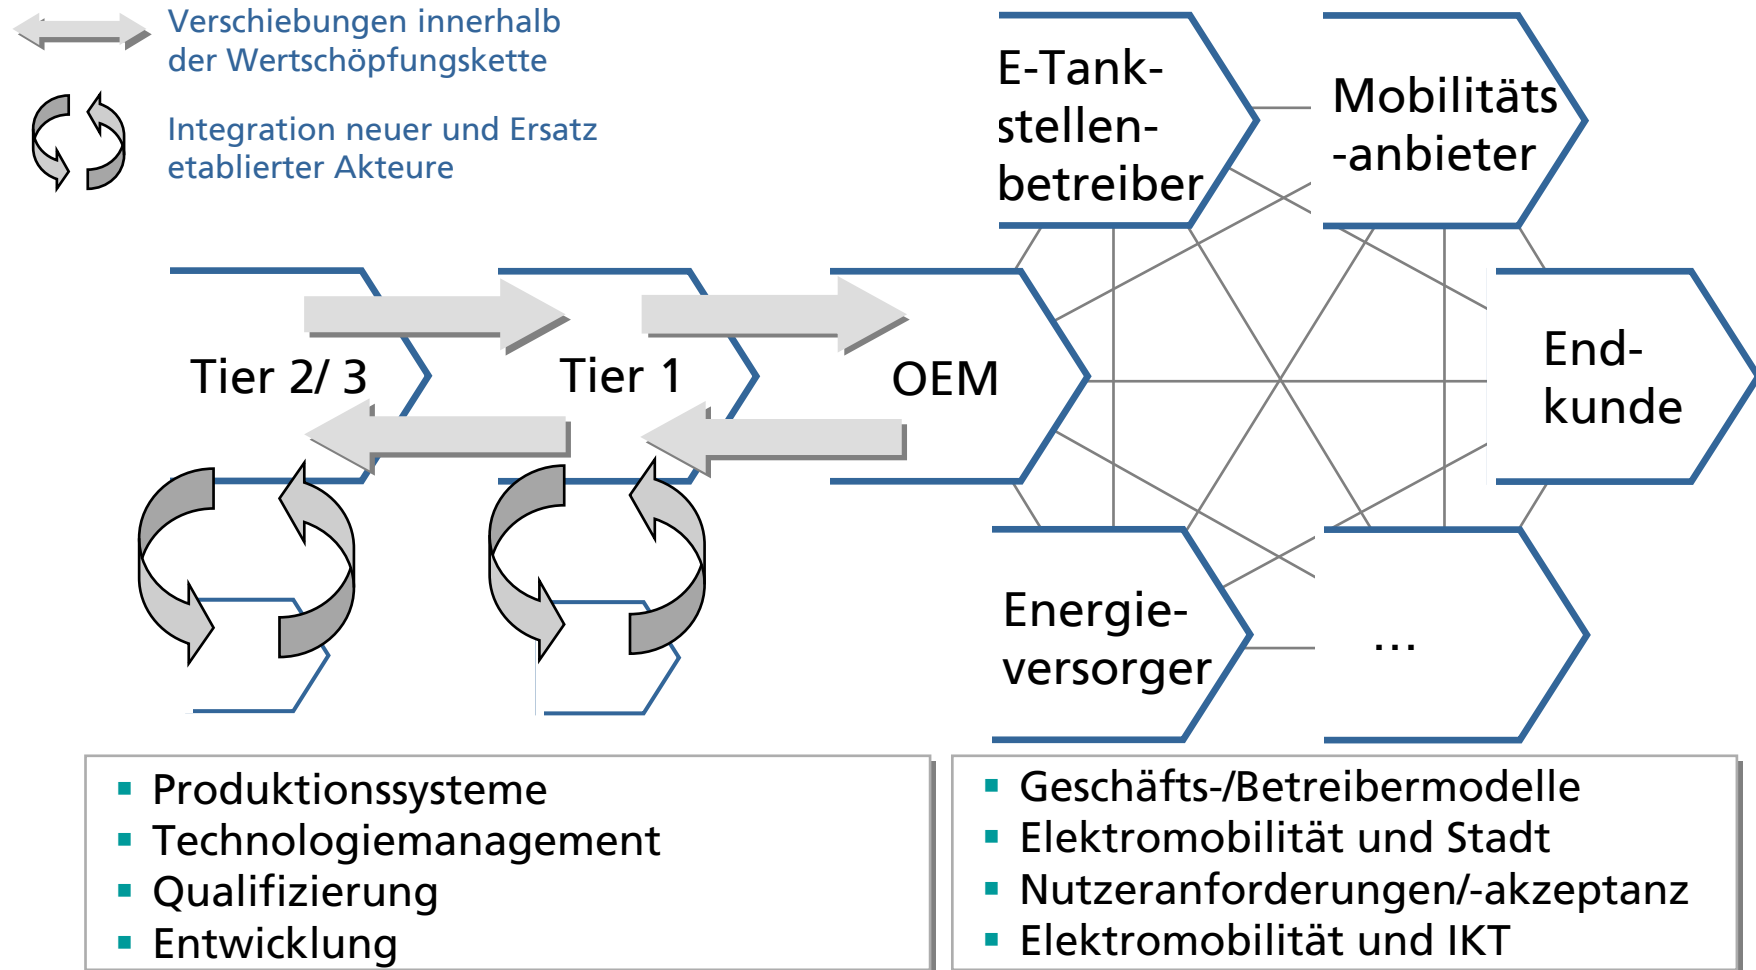 Verschiebungen innerhalb
der Wertschöpfungskette
Integration neuer und Ersatz
etablierter Akteure
E-Tank-
stellen-
betreiber
Mobilitäts
-anbieter
Tier 2/ 3
Tier 1
OEM
End-
kunde
Energie-
versorger
...
▪ Produktionssysteme
▪ Technologiemanagement
▪ Qualifizierung
▪ Entwicklung
▪ Geschäfts-/Betreibermodelle
▪ Elektromobilität und Stadt
▪ Nutzeranforderungen/-akzeptanz
▪ Elektromobilität und IKT